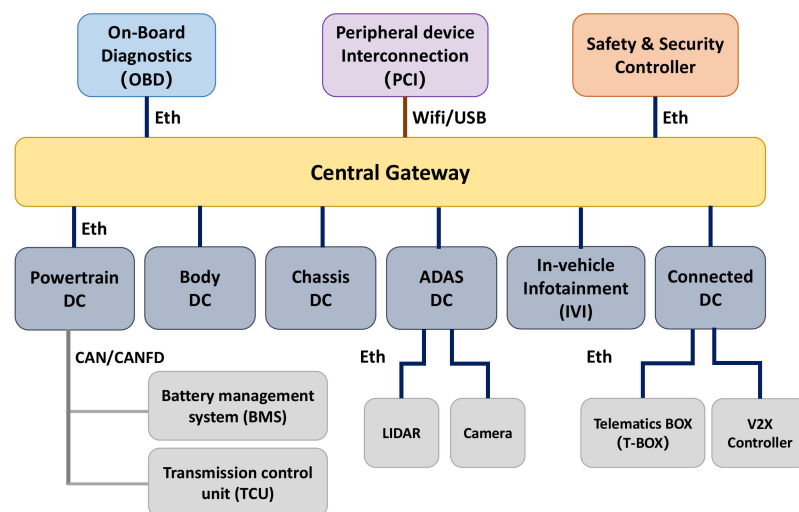 On-Board
Diagnostics
(OBD)
Peripheral device
Interconnection
(PCI)
Safety & Security
Controller
Eth
Wifi/USB
Eth
Central Gateway
Eth
Powertrain
DC
Body
DC
Chassis
DC
ADAS
DC
In-vehicle
Infotainment
(IVI)
Connected
DC
CAN/CANFD
Eth
Eth
Battery management
system (BMS)
LIDAR
Camera
Telematics BOX
(T-BOX)
V2X
Controller
Transmission control
unit (TCU)